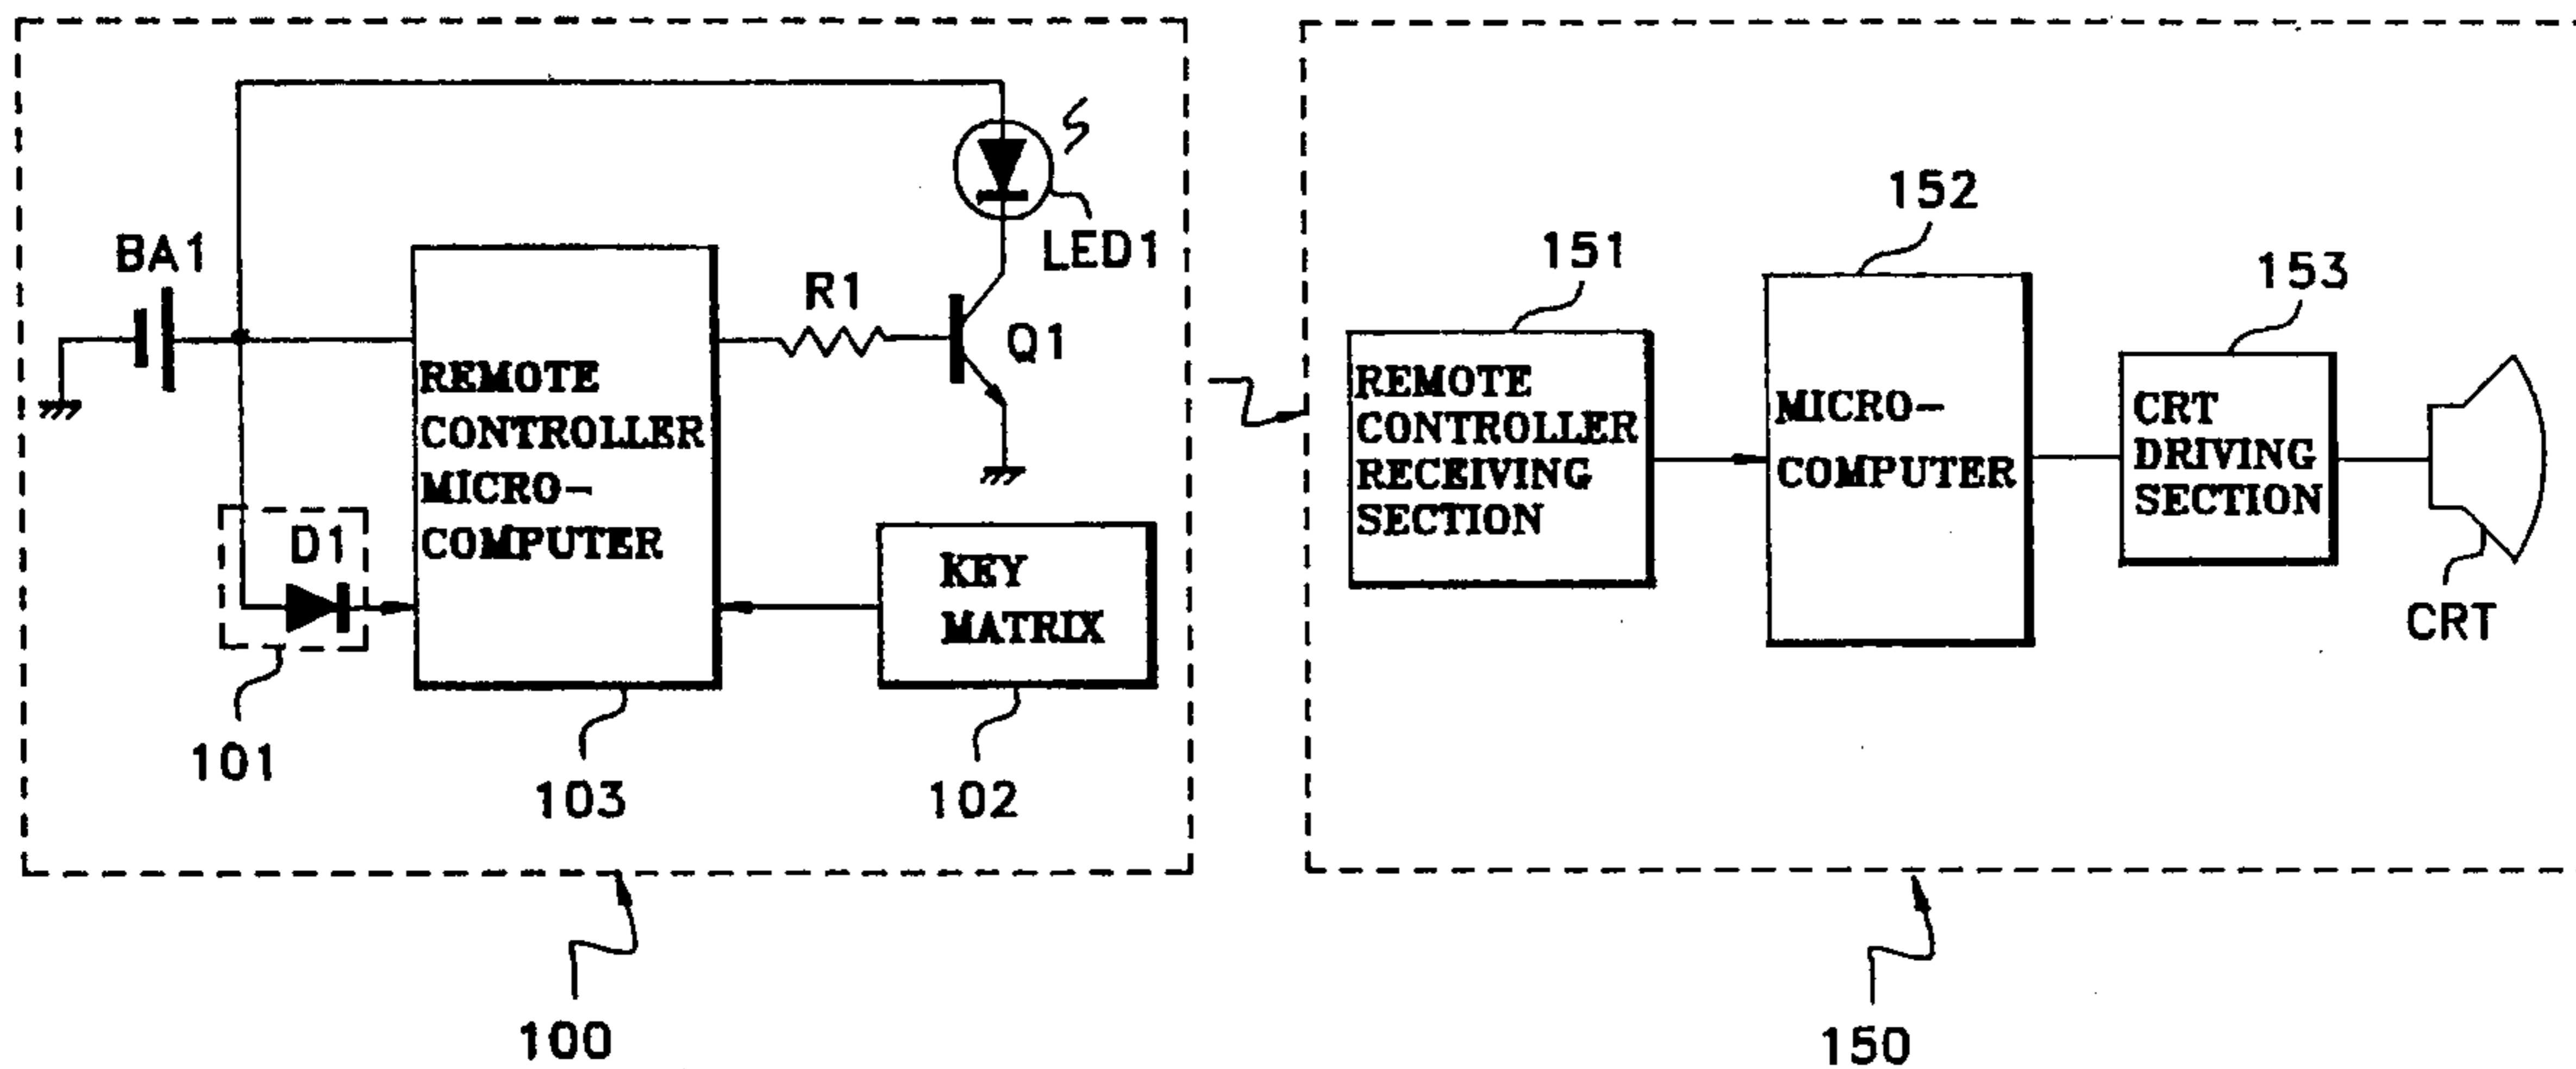 BA1
LED1
R1
Q1
REMOTE
CONTROLLER
MICRO-
COMPUTER
D1
KEY
MATRIX
101
103
102
100
151
152
153
REMOTE
CONTROLLER
RECEIVING
SECTION
MICRO-
COMPUTER
CRT
DRIVING
SECTION
CRT
150